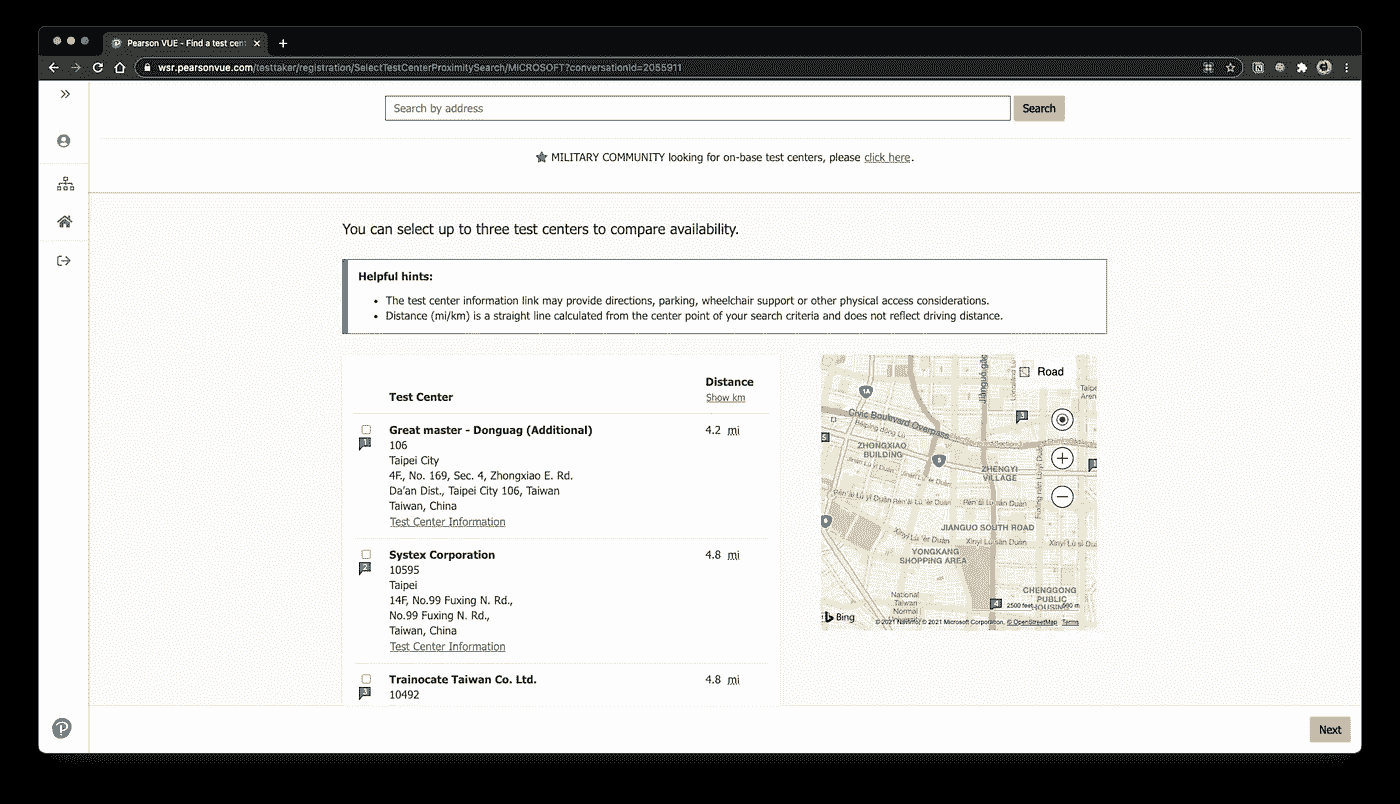 Pearson VUE - Find a test cent
wsr.pearsonvue.com/testtaker/registration/SelectTestCenterProximitySearch/MICROSOFT?conversationId=2055911
Search by address
Search
MILITARY COMMUNITY looking for on-base test centers, please click here.
You can select up to three test centers to compare availability.
Helpful hints:
• The test center information link may provide directions, parking, wheelchair support or other physical access considerations.
• Distance (mi/km) is a straight line calculated from the center point of your search criteria and does not reflect driving distance.
Test Center
Distance
Show km
Great master - Donguag (Additional)
4.2 mi
1
106
Taipei City
4F, No. 169, Sec. 4, Zhongxiao E. Rd.
Da'an Dist., Taipei City 106, Taiwan
Taiwan, China
Test Center Information
Systex Corporation
4.8 mi
2
10595
Taipei
14F, No.99 Fuxing N. Rd.,
No.99 Fuxing N. Rd.,
Taiwan, China
Test Center Information
Trainocate Taiwan Co. Ltd.
4.8 mi
3
10492
Road
1A
3
Civic Boulevard Overpass
5
ZHONGXIAO
BUILDING
5
ZHENGYI
VILLAGE
JIANGUO SOUTH ROAD
YONGKANG
SHOPPING AREA
CHENGGONG
PUBLIC
HOUSING
National
Taiwan
Normal
2500 feet
Bing
© 2021 Microsoft Corporation, © OpenStreetMap Terms
Next